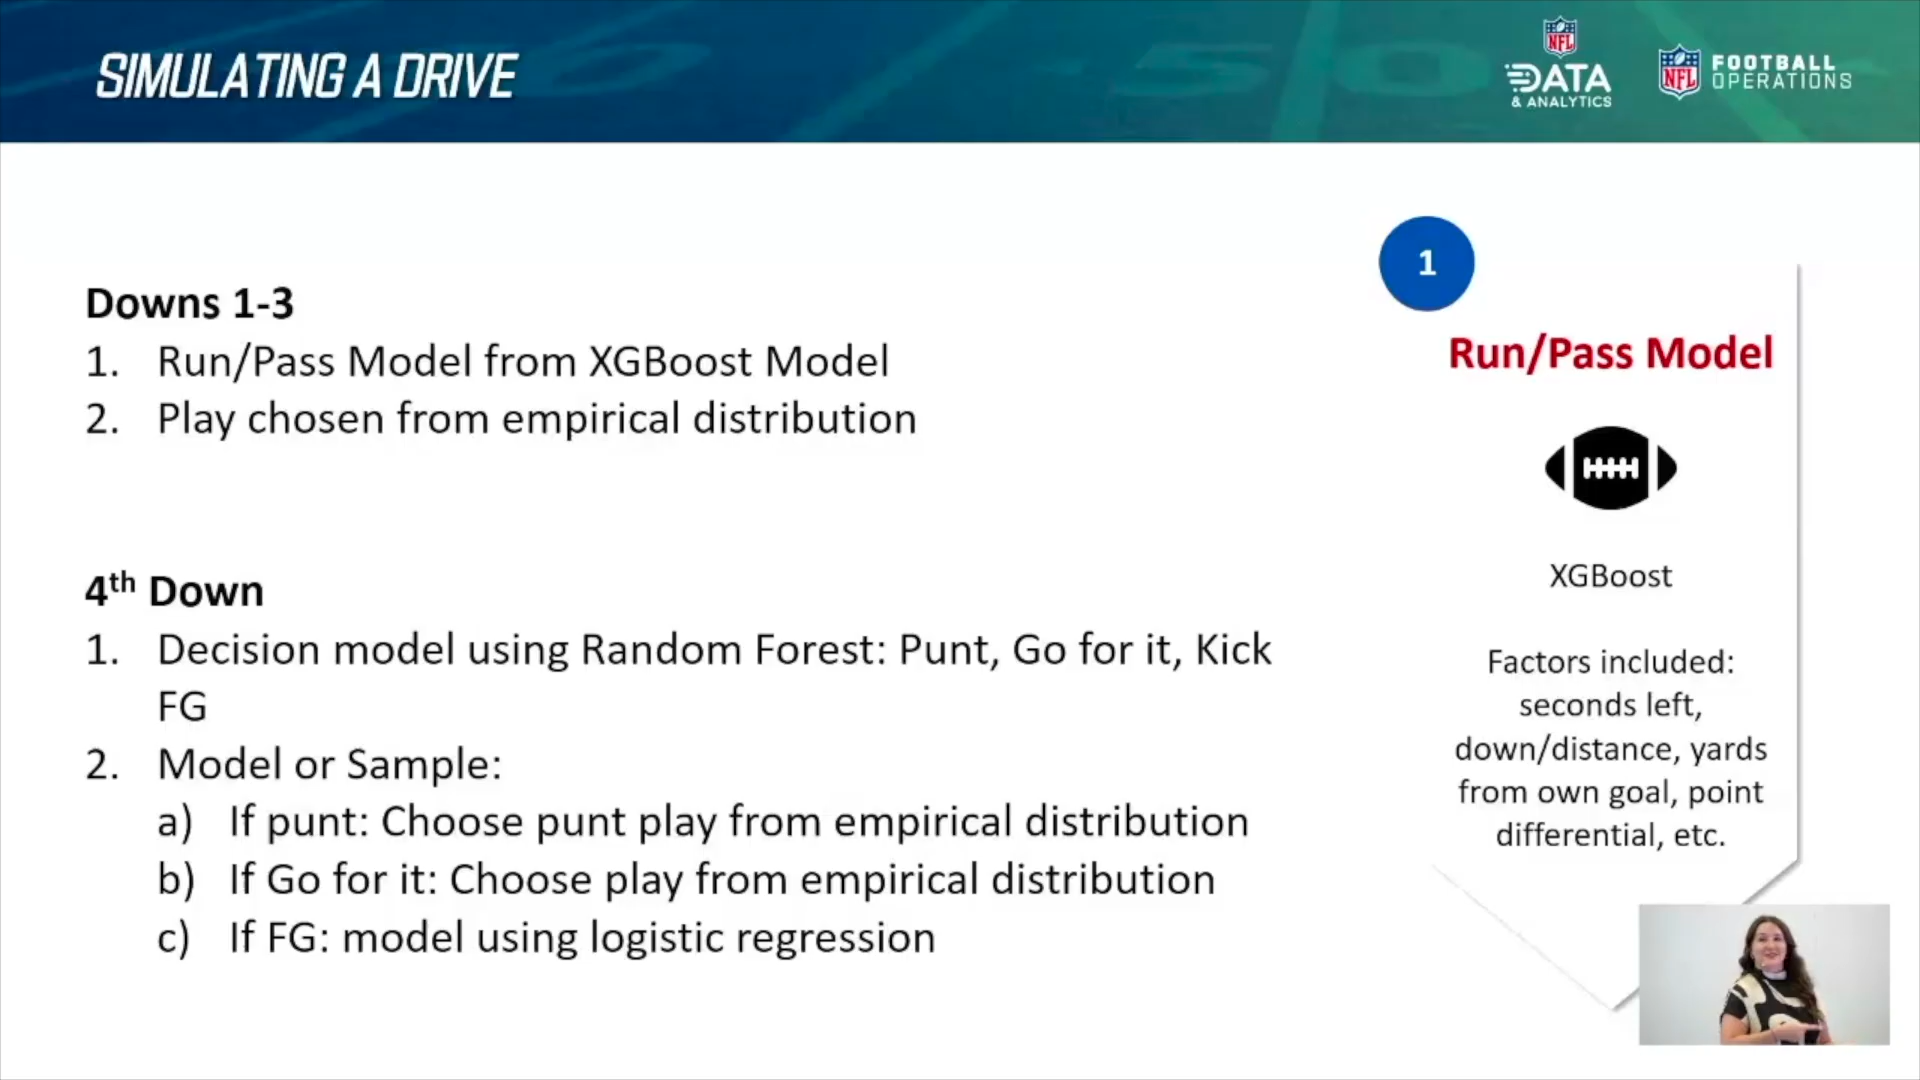 SIMULATING A DRIVE
NFL
DATA
& ANALYTICS
NFL
FOOTBALL
OPERATIONS
Downs 1-3
1. Run/Pass Model from XGBoost Model
2. Play chosen from empirical distribution
4th Down
1. Decision model using Random Forest: Punt, Go for it, Kick
FG
2. Model or Sample:
a) If punt: Choose punt play from empirical distribution
b) If Go for it: Choose play from empirical distribution
c) If FG: model using logistic regression
1
Run/Pass Model
XGBoost
Factors included:
seconds left,
down/distance, yards
from own goal, point
differential, etc.